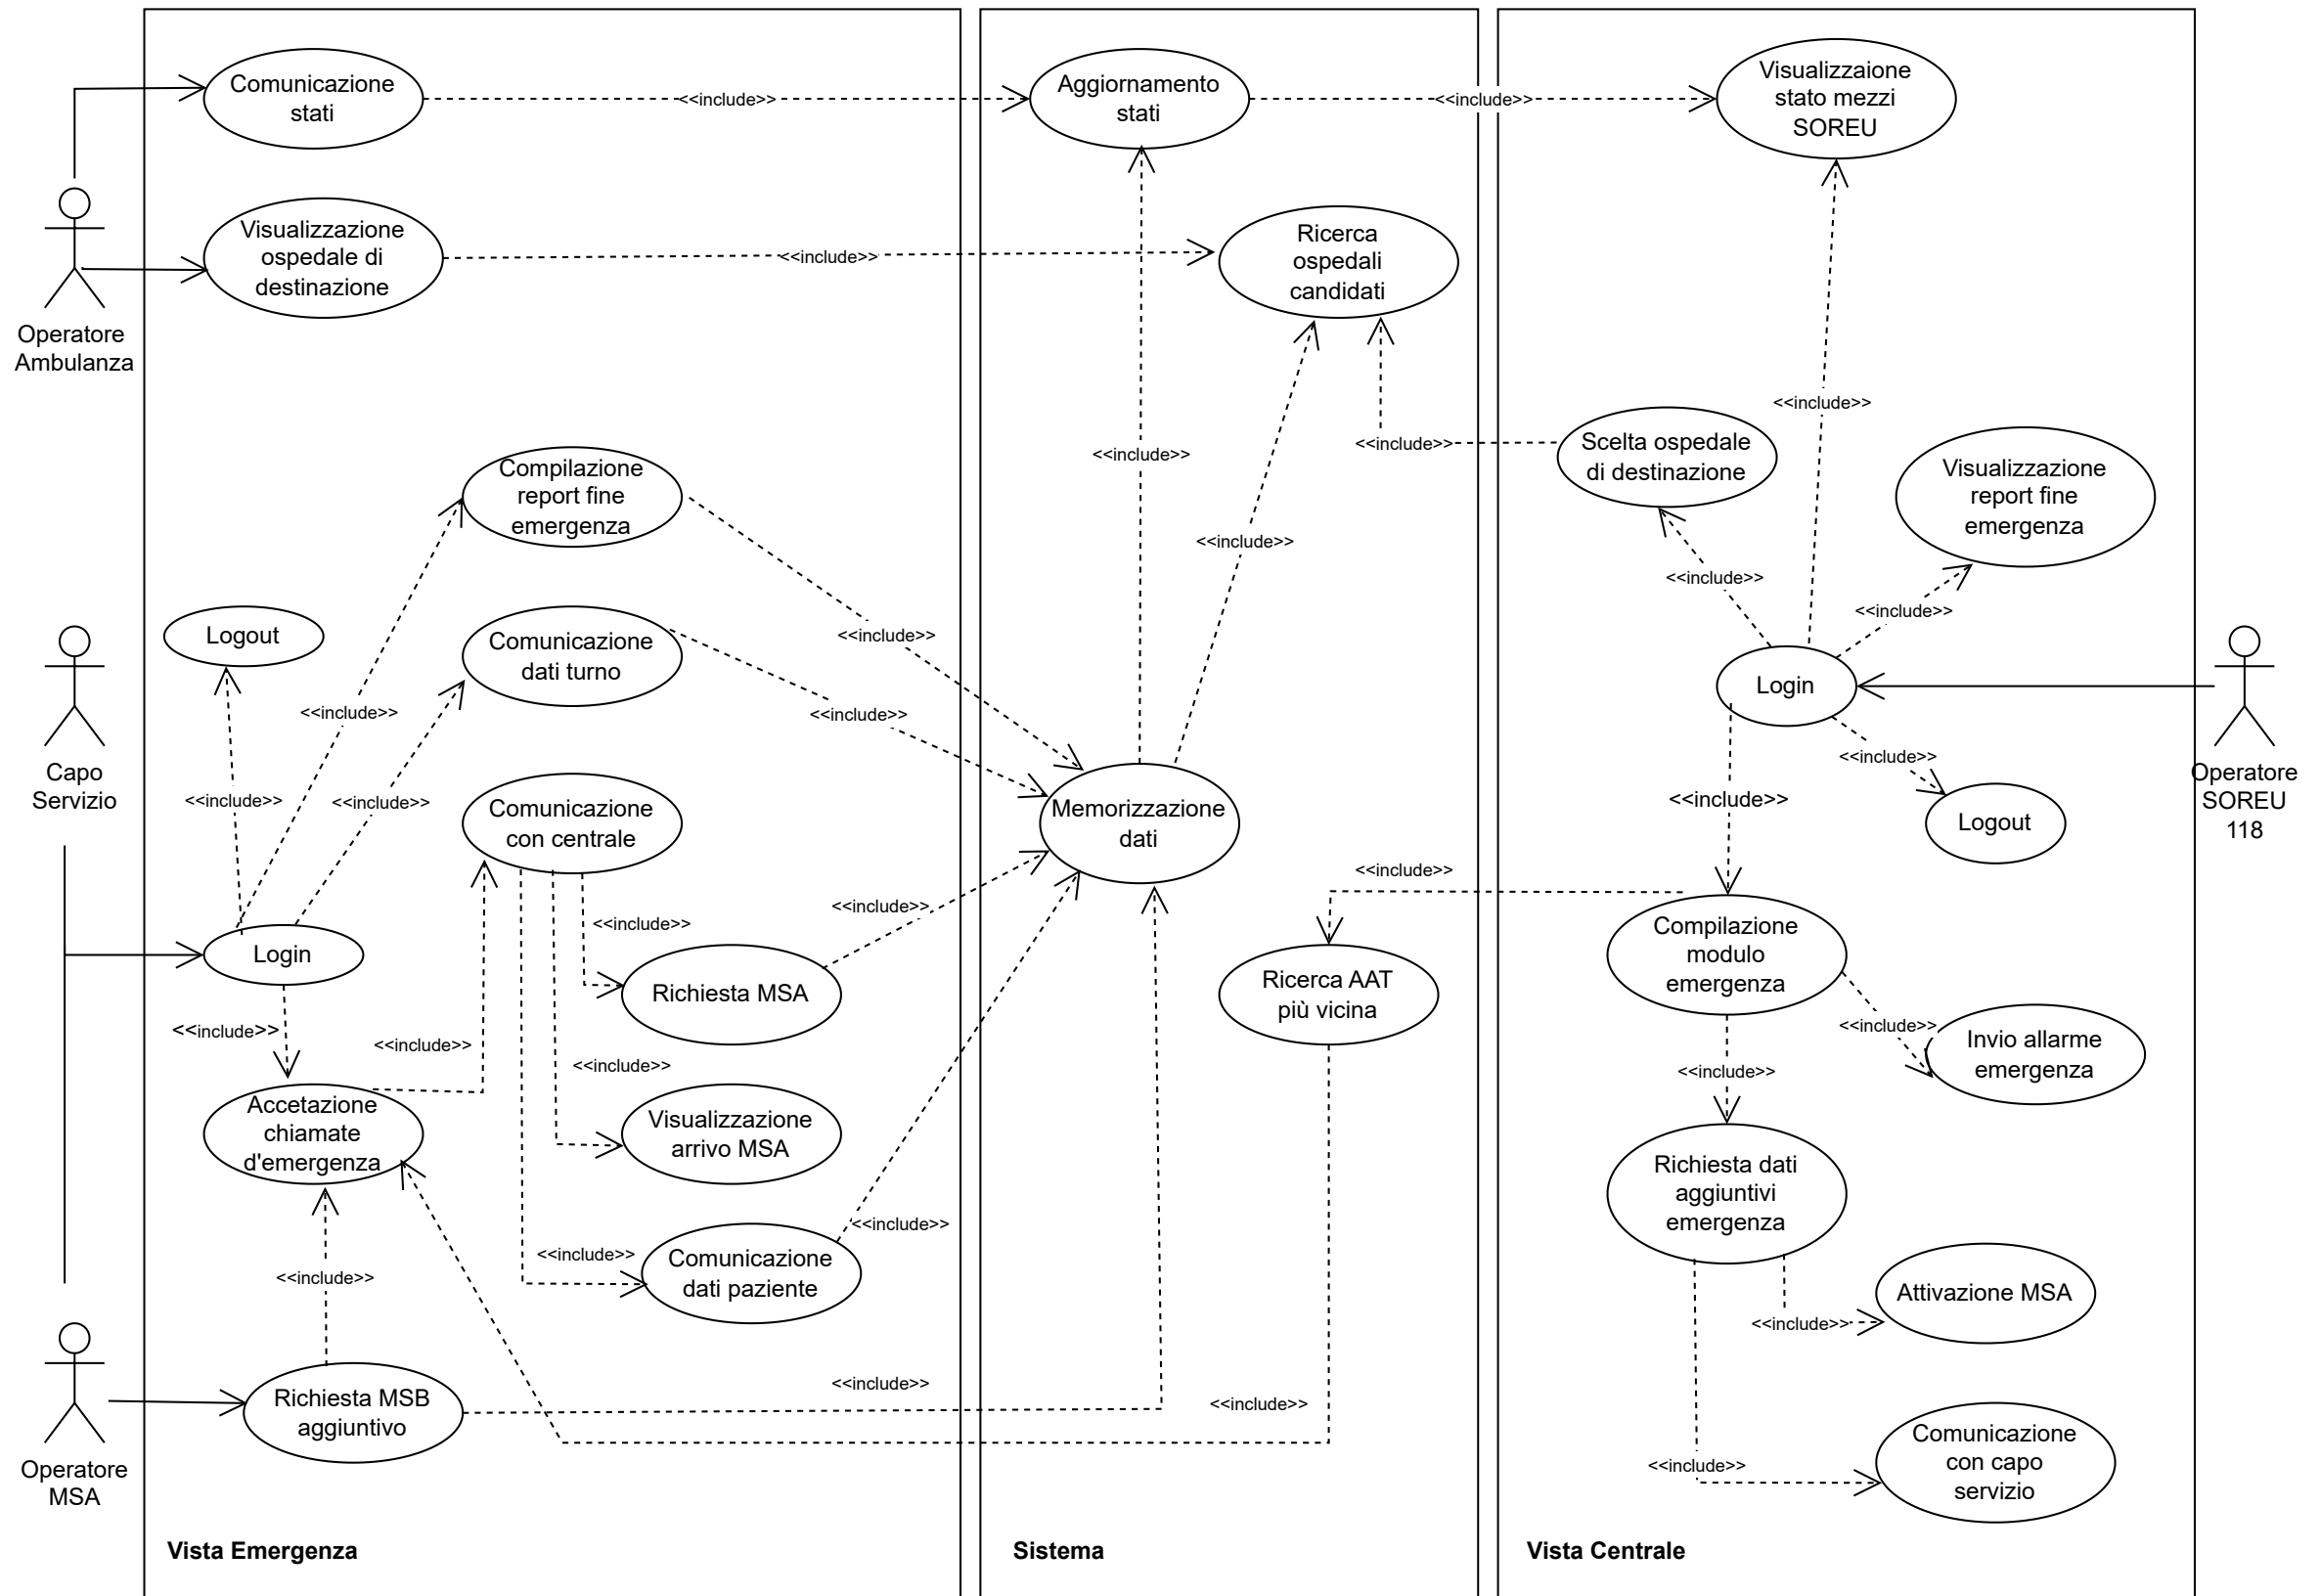 Comunicazione
stati
<<include>>
Aggiornamento
stati
<<include>>
Visualizzaione
stato mezzi
SOREU
Operatore
Ambulanza
Visualizzazione
ospedale di
destinazione
<<include>>
Ricerca
ospedali
candidati
<<include>>
<<include>>
Scelta ospedale
di destinazione
<<include>>
Visualizzazione
report fine
emergenza
<<include>>
<<include>>
<<include>>
<<include>>
Compilazione
report fine
emergenza
<<include>>
Logout
Comunicazione
dati turno
<<include>>
<<include>>
<<include>>
<<include>>
Capo
Servizio
Login
Operatore
SOREU
118
<<include>>
<<include>>
Logout
Comunicazione
con centrale
Memorizzazione
dati
<<include>>
<<include>>
<<include>>
Login
Richiesta MSA
Ricerca AAT
più vicina
Compilazione
modulo
emergenza
<<include>>
<<include>>
<<include>>
<<include>>
Invio allarme
emergenza
<<include>>
Accetazione
chiamate
d'emergenza
Visualizzazione
arrivo MSA
Richiesta dati
aggiuntivi
emergenza
<<include>>
<<include>>
<<include>>
Comunicazione
dati paziente
Attivazione MSA
<<include>>
Operatore
MSA
Richiesta MSB
aggiuntivo
<<include>>
<<include>>
<<include>>
Comunicazione
con capo
servizio
Vista Emergenza
Sistema
Vista Centrale